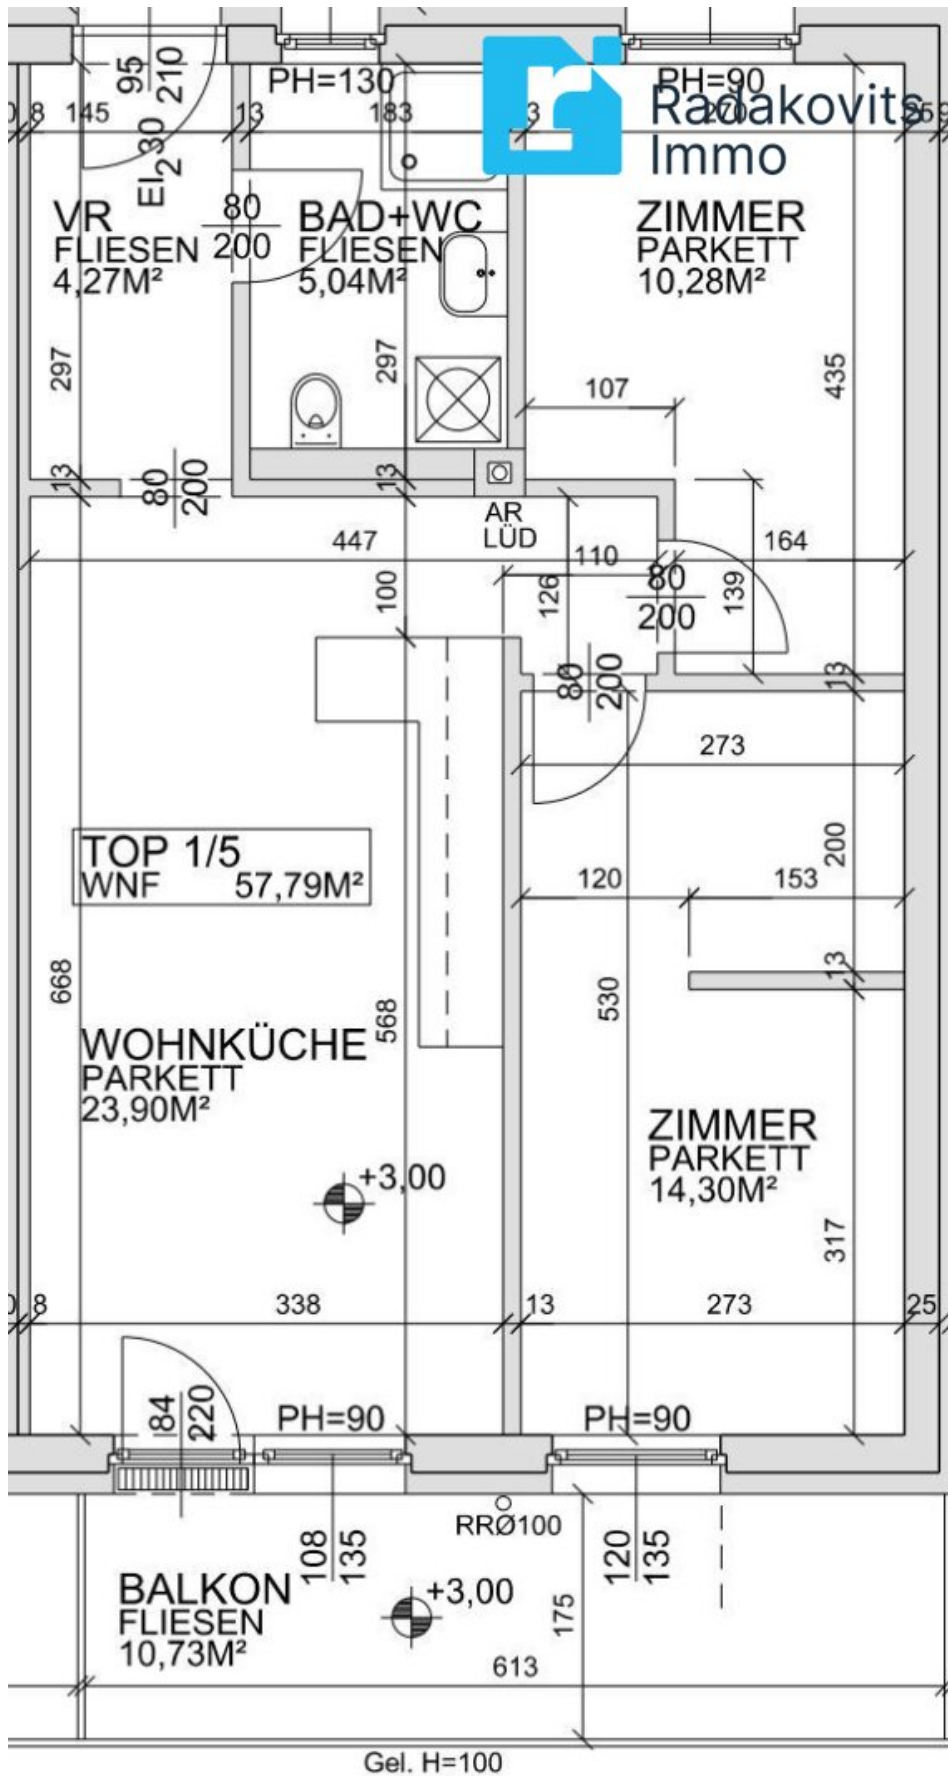 95
210
EI₂30
PH=130
PH=90
Radakovits
Immo
8
145
13
183
3
270
VR
FLIESEN
4,27M²
80
200
BAD+WC
FLIESEN
5,04M²
ZIMMER
PARKETT
10,28M²
297
297
107
435
13
80
200
13
AR
LÜD
447
110
164
100
126
80
200
139
80
200
13
273
TOP 1/5
WNF 57,79M²
200
120
153
668
568
530
13
WOHNKÜCHE
PARKETT
23,90M²
ZIMMER
PARKETT
14,30M²
+3,00
317
8
338
13
273
25
84
220
PH=90
PH=90
RRØ100
108
135
120
135
BALKON
FLIESEN
10,73M²
+3,00
175
613
Gel. H=100